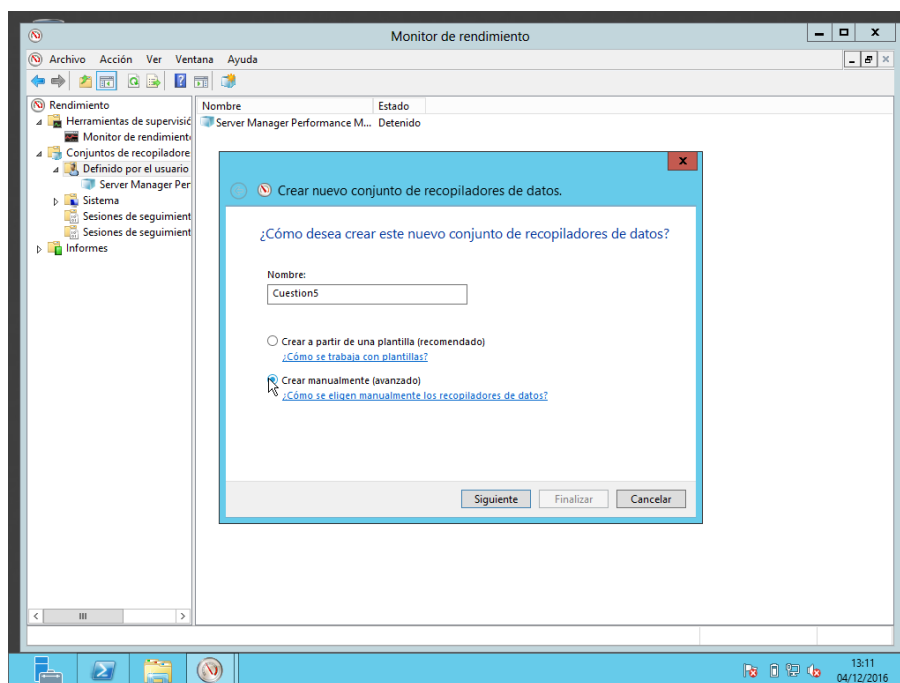 Monitor de rendimiento
Archivo Acción Ver Ventana Ayuda
Rendimiento
Herramientas de supervisió
Monitor de rendimiento
Conjuntos de recopiladore
Definido por el usuario
Server Manager Per
Sistema
Sesiones de seguimient
Sesiones de seguimient
Informes
Nombre Estado
Server Manager Performance M... Detenido
Crear nuevo conjunto de recopiladores de datos.
¿Cómo desea crear este nuevo conjunto de recopiladores de datos?
Nombre:
Cuestion5
Crear a partir de una plantilla (recomendado)
¿Cómo se trabaja con plantillas?
Crear manualmente (avanzado)
¿Cómo se eligen manualmente los recopiladores de datos?
Siguiente Finalizar Cancelar
13:11
04/12/2016